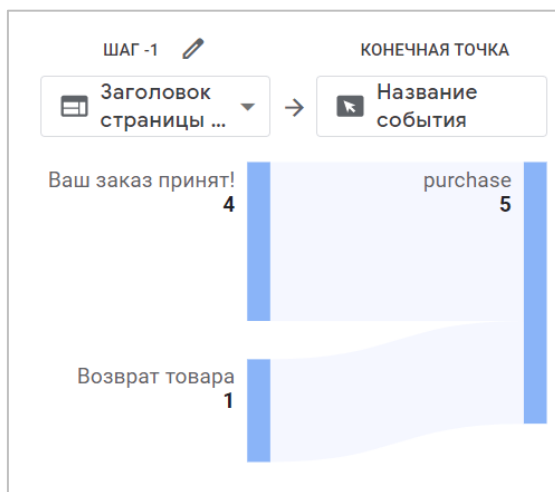 ШАГ -1
КОНЕЧНАЯ ТОЧКА
Заголовок
страницы ...
Название
события
Ваш заказ принят!
4
purchase
5
Возврат товара
1